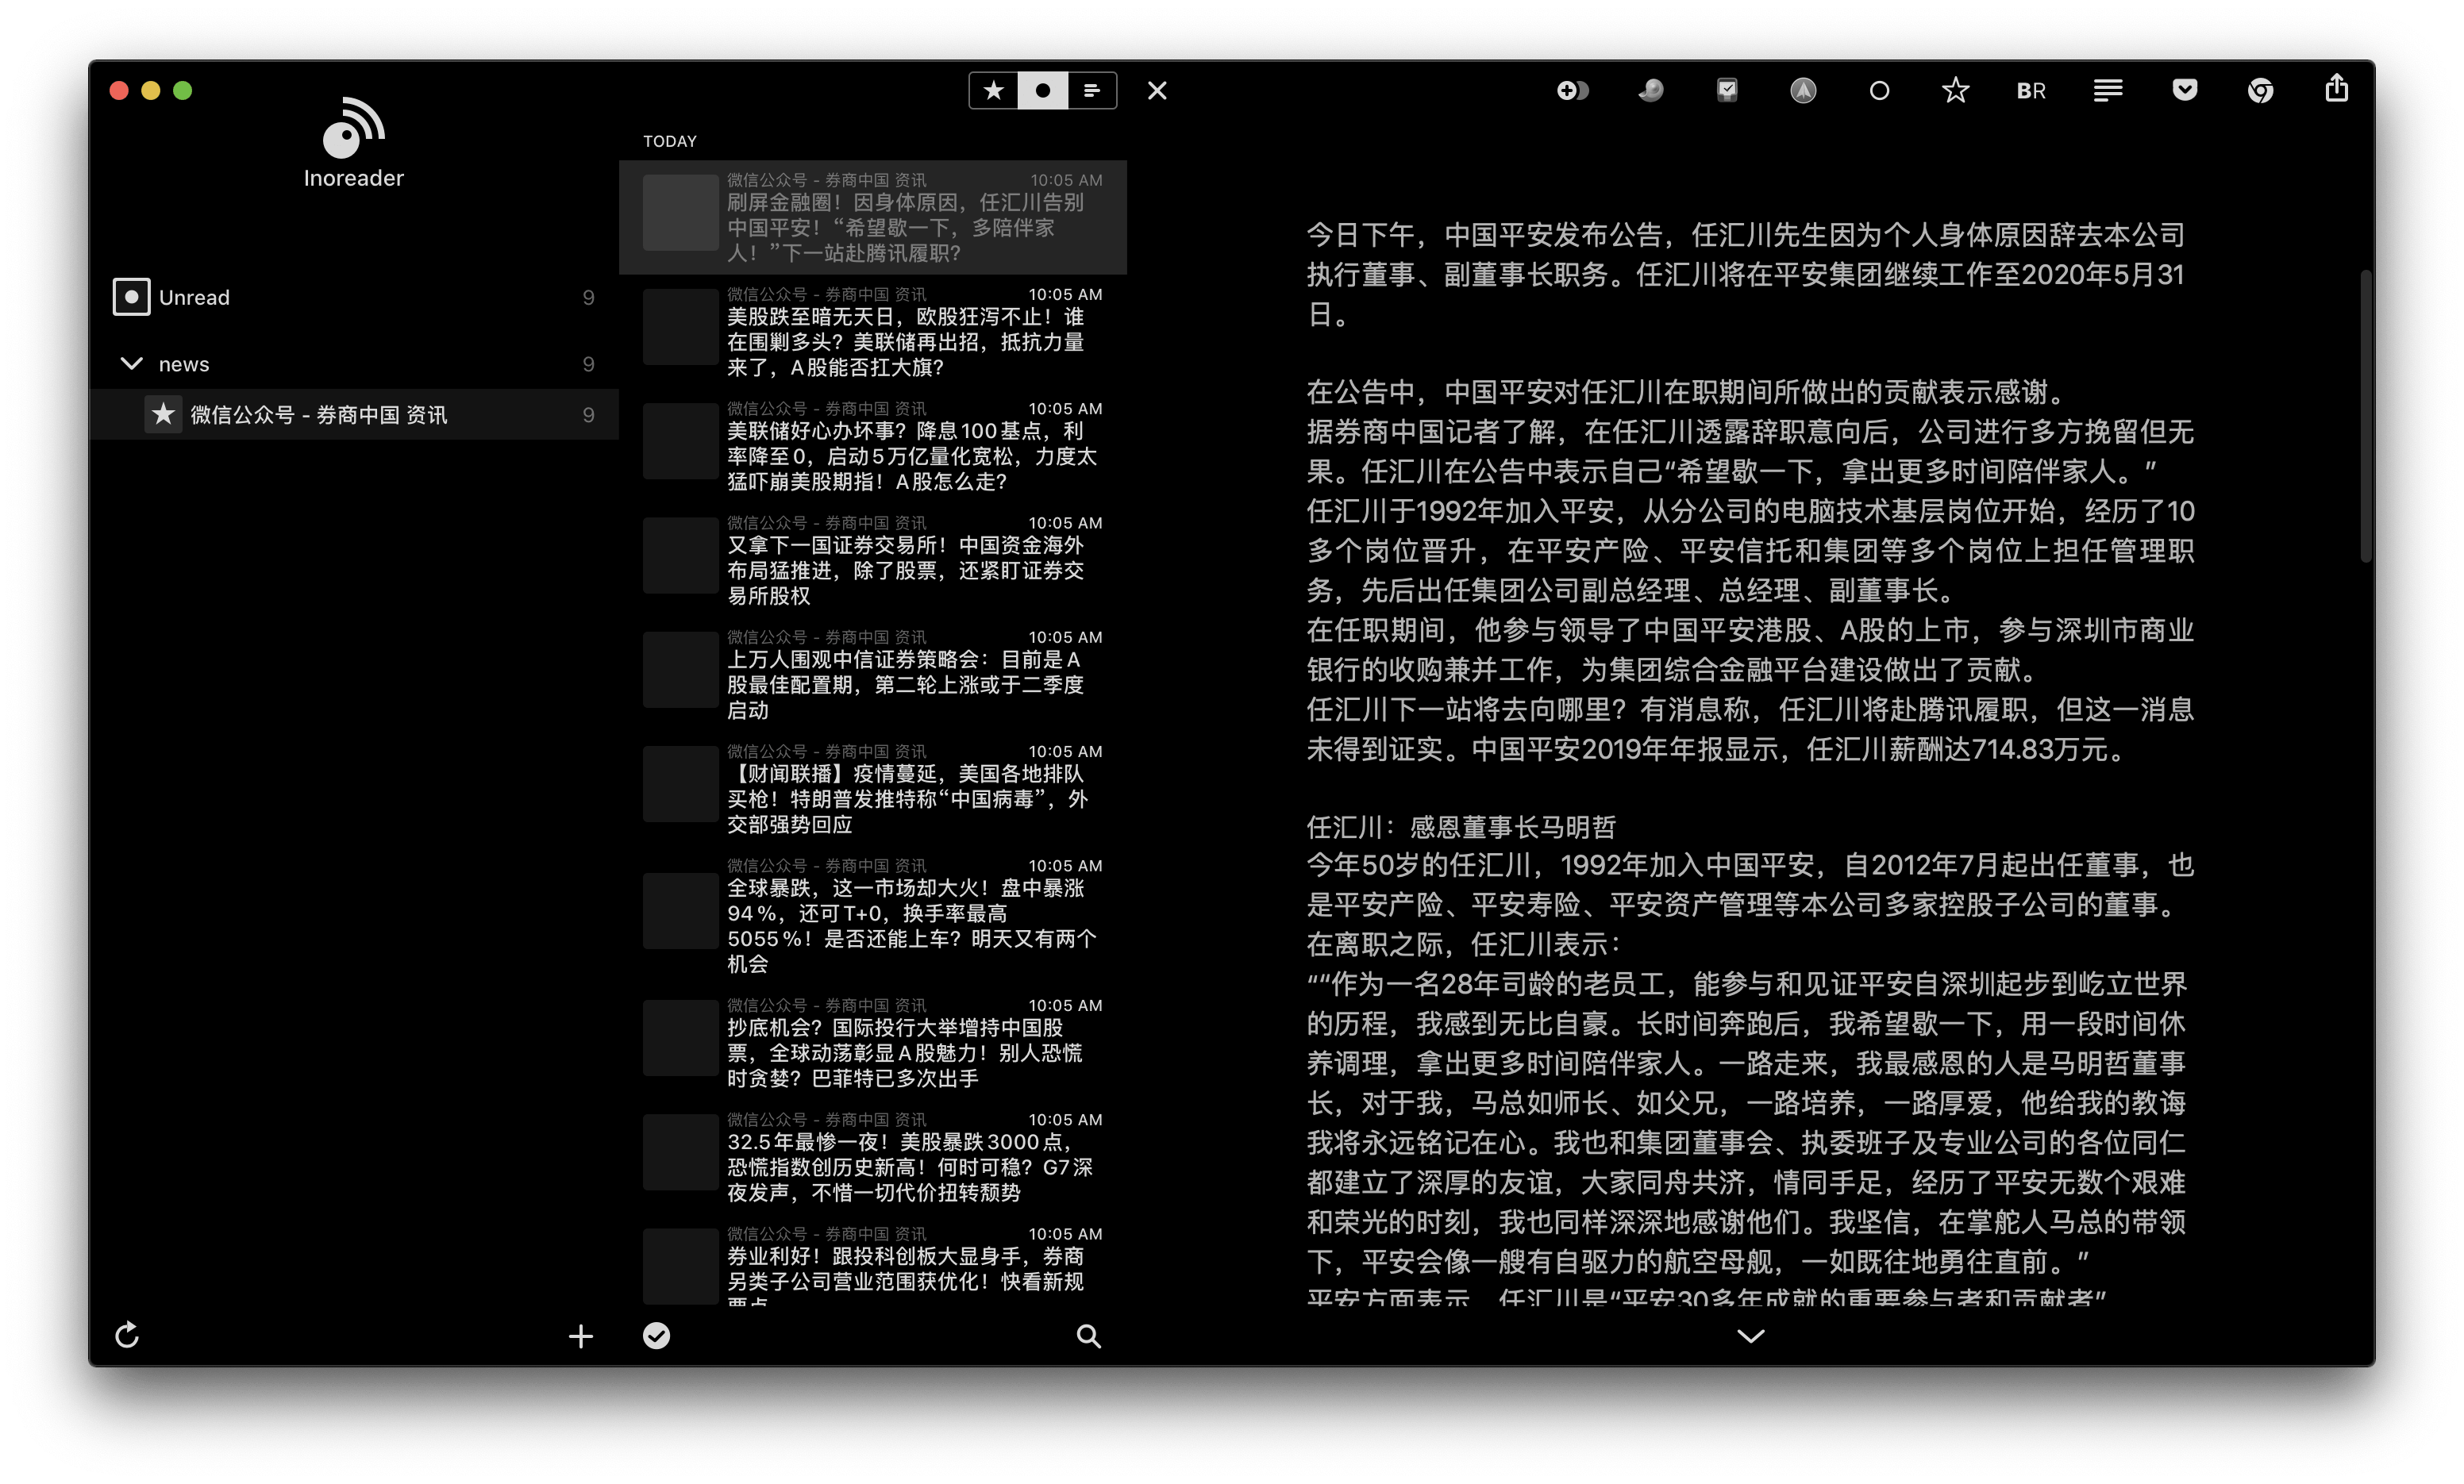 Inoreader
Unread 9
news 9
微信公众号 - 券商中国 资讯 9
TODAY
微信公众号 - 券商中国 资讯 10:05 AM
刷屏金融圈！因身体原因，任汇川告别
中国平安！“希望歇一下，多陪伴家
人！”下一站赴腾讯履职？
微信公众号 - 券商中国 资讯 10:05 AM
美股跌至暗无天日，欧股狂泻不止！谁
在围剿多头？美联储再出招，抵抗力量
来了，A股能否扛大旗？
微信公众号 - 券商中国 资讯 10:05 AM
美联储好心办坏事？降息100基点，利
率降至0，启动5万亿量化宽松，力度太
猛吓崩美股期指！A股怎么走？
微信公众号 - 券商中国 资讯 10:05 AM
又拿下一国证券交易所！中国资金海外
布局猛推进，除了股票，还紧盯证券交
易所股权
微信公众号 - 券商中国 资讯 10:05 AM
上万人围观中信证券策略会：目前是A
股最佳配置期，第二轮上涨或于二季度
启动
微信公众号 - 券商中国 资讯 10:05 AM
【财闻联播】疫情蔓延，美国各地排队
买枪！特朗普发推特称“中国病毒”，外
交部强势回应
微信公众号 - 券商中国 资讯 10:05 AM
全球暴跌，这一市场却大火！盘中暴涨
94%，还可T+0，换手率最高
5055%！是否还能上车？明天又有两个
机会
微信公众号 - 券商中国 资讯 10:05 AM
抄底机会？国际投行大举增持中国股
票，全球动荡彰显A股魅力！别人恐慌
时贪婪？巴菲特已多次出手
微信公众号 - 券商中国 资讯 10:05 AM
32.5年最惨一夜！美股暴跌3000点，
恐慌指数创历史新高！何时可稳？G7深
夜发声，不惜一切代价扭转颓势
微信公众号 - 券商中国 资讯 10:05 AM
券业利好！跟投科创板大显身手，券商
另类子公司营业范围获优化！快看新规
要点
BR
今日下午，中国平安发布公告，任汇川先生因为个人身体原因辞去本公司
执行董事、副董事长职务。任汇川将在平安集团继续工作至2020年5月31
日。
在公告中，中国平安对任汇川在职期间所做出的贡献表示感谢。
据券商中国记者了解，在任汇川透露辞职意向后，公司进行多方挽留但无
果。任汇川在公告中表示自己“希望歇一下，拿出更多时间陪伴家人。”
任汇川于1992年加入平安，从分公司的电脑技术基层岗位开始，经历了10
多个岗位晋升，在平安产险、平安信托和集团等多个岗位上担任管理职
务，先后出任集团公司副总经理、总经理、副董事长。
在任职期间，他参与领导了中国平安港股、A股的上市，参与深圳市商业
银行的收购兼并工作，为集团综合金融平台建设做出了贡献。
任汇川下一站将去向哪里？有消息称，任汇川将赴腾讯履职，但这一消息
未得到证实。中国平安2019年年报显示，任汇川薪酬达714.83万元。
任汇川：感恩董事长马明哲
今年50岁的任汇川，1992年加入中国平安，自2012年7月起出任董事，也
是平安产险、平安寿险、平安资产管理等本公司多家控股子公司的董事。
在离职之际，任汇川表示：
““作为一名28年司龄的老员工，能参与和见证平安自深圳起步到屹立世界
的历程，我感到无比自豪。长时间奔跑后，我希望歇一下，用一段时间休
养调理，拿出更多时间陪伴家人。一路走来，我最感恩的人是马明哲董事
长，对于我，马总如师长、如父兄，一路培养，一路厚爱，他给我的教诲
我将永远铭记在心。我也和集团董事会、执委班子及专业公司的各位同仁
都建立了深厚的友谊，大家同舟共济，情同手足，经历了平安无数个艰难
和荣光的时刻，我也同样深深地感谢他们。我坚信，在掌舵人马总的带领
下，平安会像一艘有自驱力的航空母舰，一如既往地勇往直前。”
平安方面表示，任汇川是“平安30多年成就的重要参与者和贡献者”